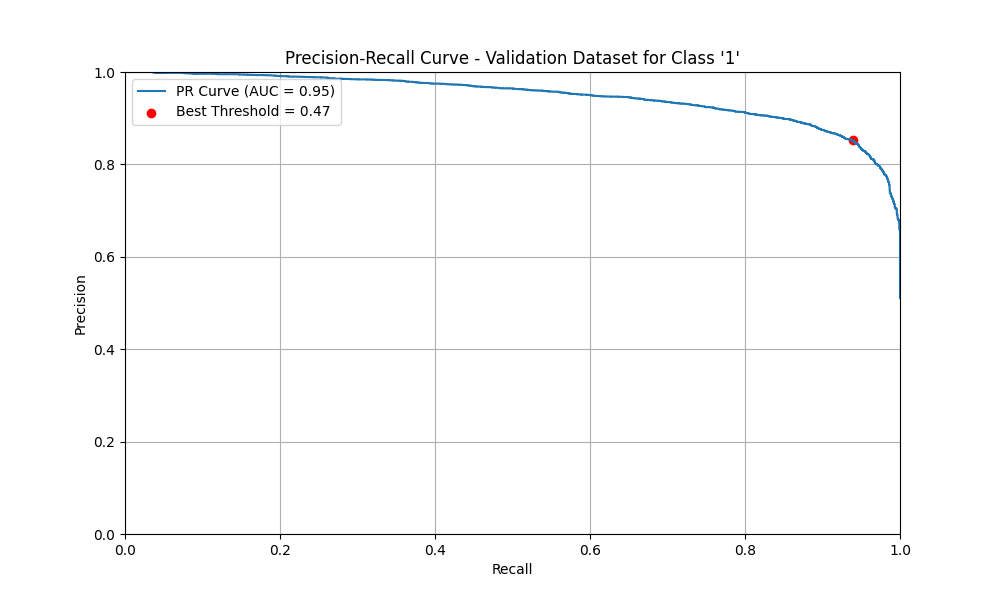 Precision-Recall Curve - Validation Dataset for Class '1'
1.0
PR Curve (AUC = 0.95)
Best Threshold = 0.47
0.8
0.6
Precision
0.4
0.2
0.0
0.0 0.2 0.4 0.6 0.8 1.0
Recall